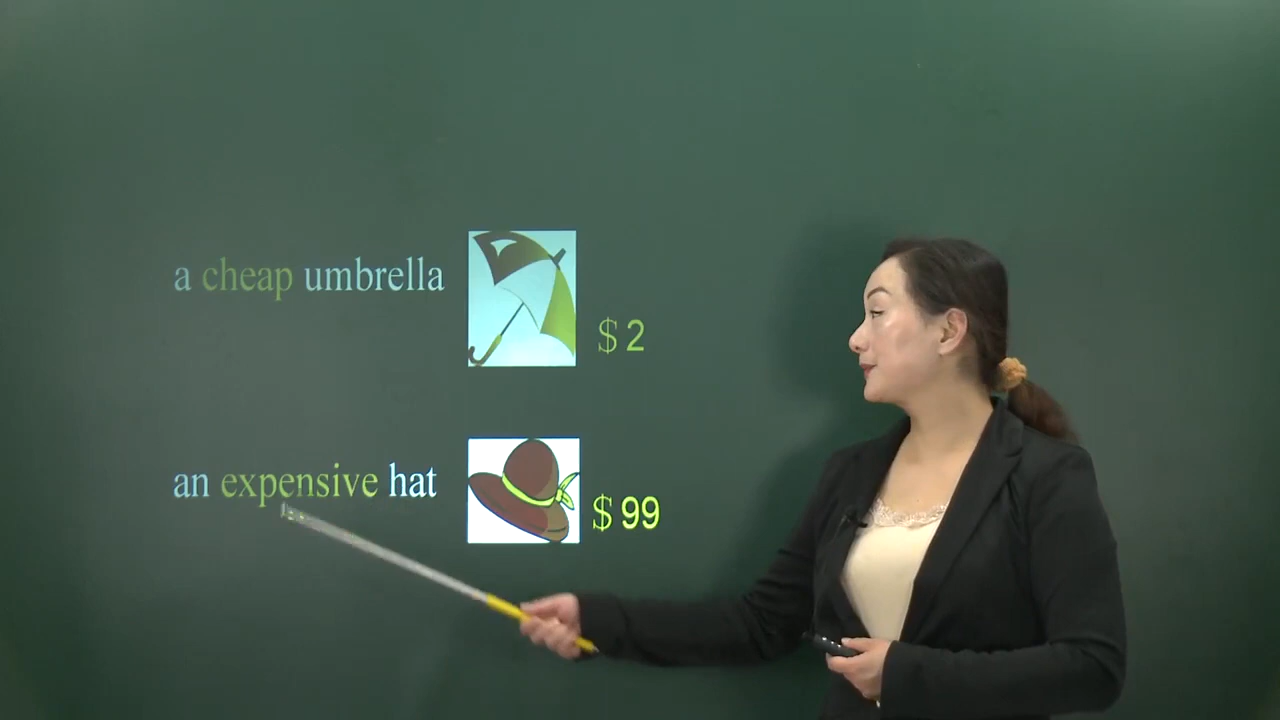 a cheap umbrella
$ 2
an expensive hat
$ 99